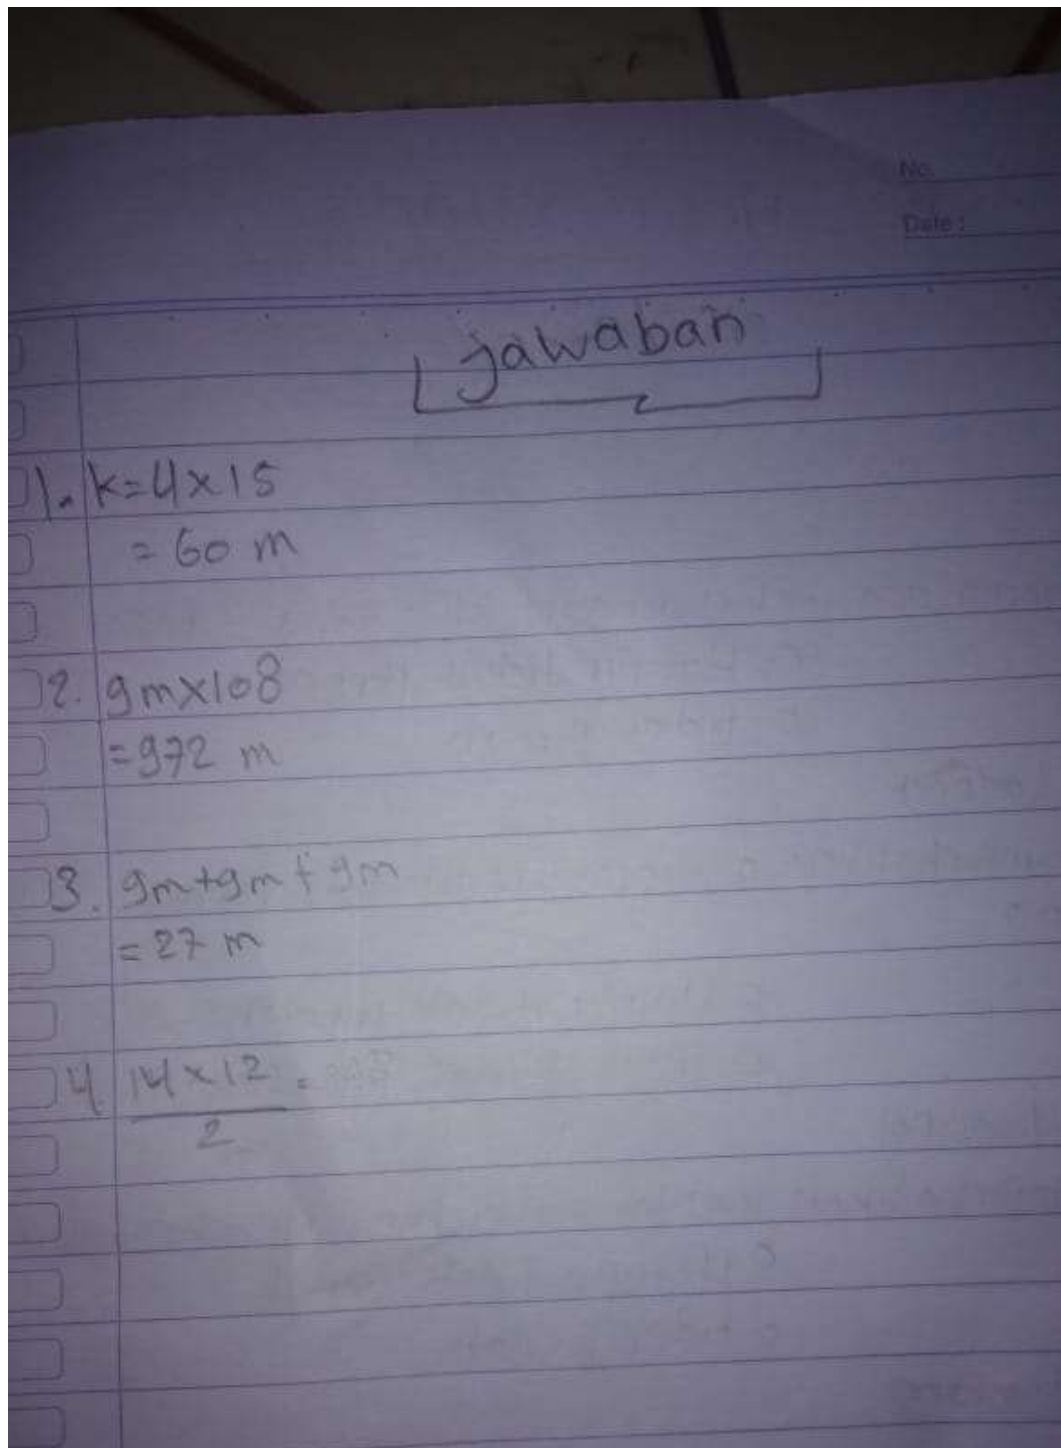 No.
Date :
jawaban
1. k=4x15
= 60 m
2. 9mx108
=972 m
3. 9m+9m+9m
= 27 m
4. 14x12 =
2